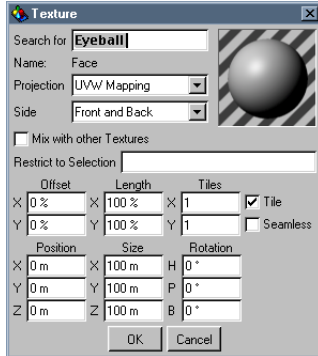 Texture
Search for Eyeball
Name: Face
Projection UVW Mapping
Side Front and Back
Mix with other Textures
Restrict to Selection
Offset Length Tiles
X 0 % X 100 % X 1 Tile
Y 0 % Y 100 % Y 1 Seamless
Position Size Rotation
X 0 m X 100 m H 0 °
Y 0 m Y 100 m P 0 °
Z 0 m Z 100 m B 0 °
OK Cancel